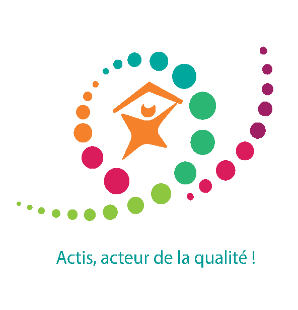 Actis, acteur de la qualité !